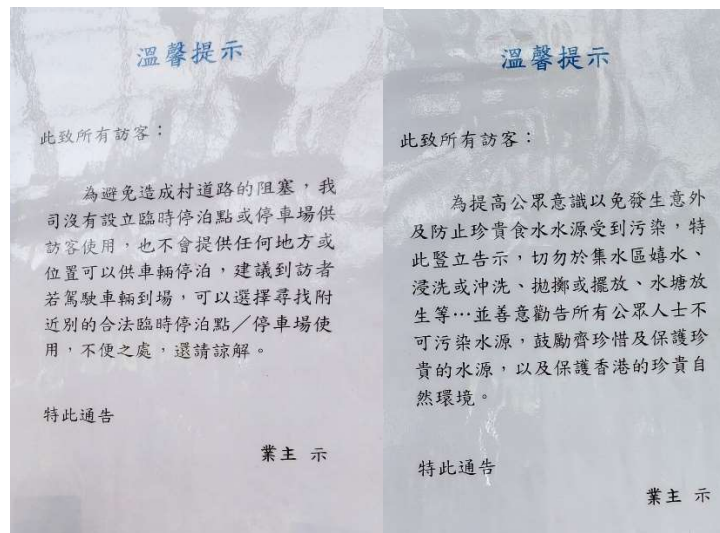 溫馨提示
此致所有訪客：
為避免造成村道路的阻塞，我
司沒有設立臨時停泊點或停車場供
訪客使用，也不會提供任何地方或
位置可以供車輛停泊，建議到訪者
若駕駛車輛到場，可以選擇尋找附
近別的合法臨時停泊點／停車場使
用，不便之處，還請諒解。
特此通告
業主 示
溫馨提示
此致所有訪客：
為提高公眾意識以免發生意外
及防止珍貴食水水源受到污染，特
此豎立告示，切勿於集水區嬉水、
浸洗或沖洗、拋擲或擺放、水塘放
生等⋯並善意勸告所有公眾人士不
可污染水源，鼓勵齊珍惜及保護珍
貴的水源，以及保護香港的珍貴自
然環境。
特此通告
業主 示